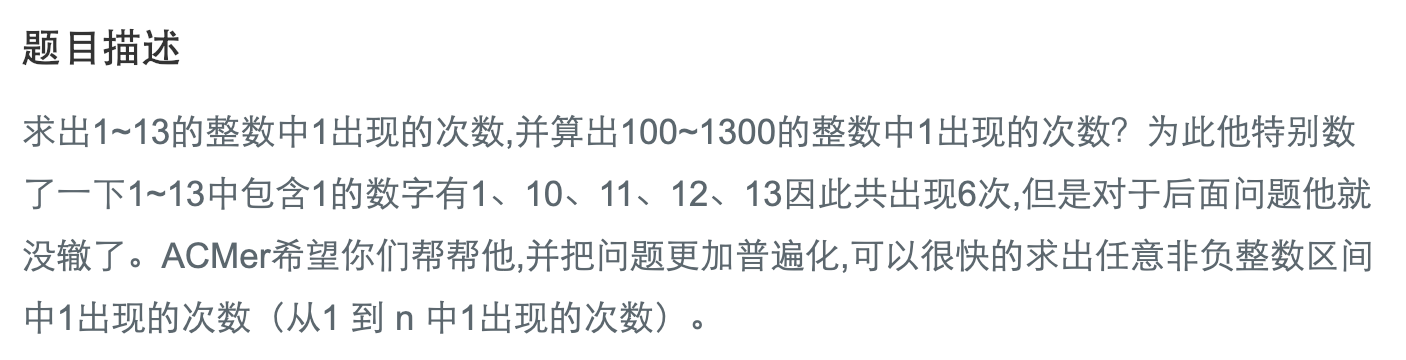 题目描述
求出1~13的整数中1出现的次数,并算出100~1300的整数中1出现的次数？为此他特别数
了一下1~13中包含1的数字有1、10、11、12、13因此共出现6次,但是对于后面问题他就
没辙了。ACMer希望你们帮帮他,并把问题更加普遍化,可以很快的求出任意非负整数区间
中1出现的次数（从1 到 n 中1出现的次数）。